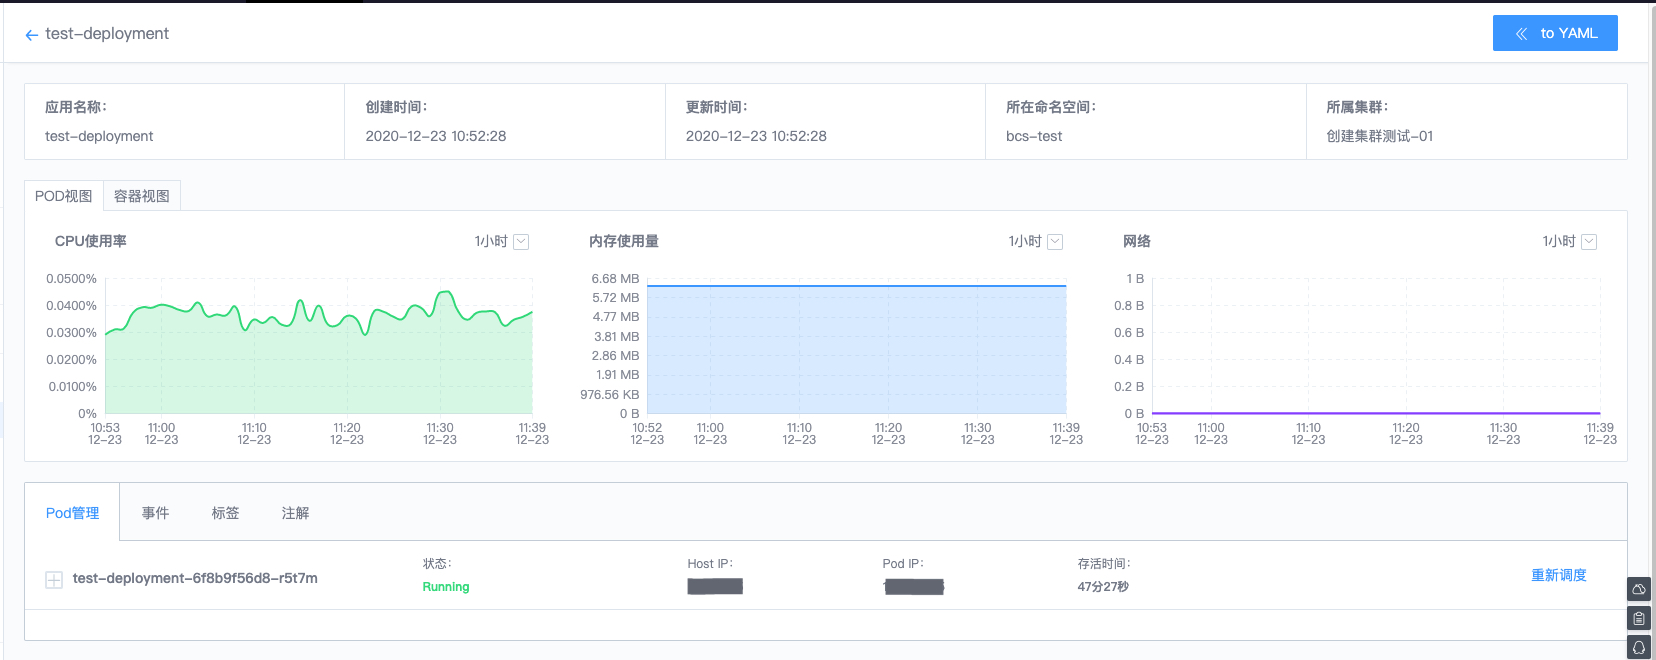 test-deployment
to YAML
应用名称:
test-deployment
创建时间:
2020-12-23 10:52:28
更新时间:
2020-12-23 10:52:28
所在命名空间:
bcs-test
所属集群:
创建集群测试-01
POD视图
容器视图
CPU使用率
1小时
0.0500%
0.0400%
0.0300%
0.0200%
0.0100%
0%
10:53
12-23
11:00
12-23
11:10
12-23
11:20
12-23
11:30
12-23
11:39
12-23
内存使用量
1小时
6.68 MB
5.72 MB
4.77 MB
3.81 MB
2.86 MB
1.91 MB
976.56 KB
0 B
10:52
12-23
11:00
12-23
11:10
12-23
11:20
12-23
11:30
12-23
11:39
12-23
网络
1小时
1 B
0.8 B
0.6 B
0.4 B
0.2 B
0 B
10:53
12-23
11:00
12-23
11:10
12-23
11:20
12-23
11:30
12-23
11:39
12-23
Pod管理
事件
标签
注解
test-deployment-6f8b9f56d8-r5t7m
状态:
Running
Host IP:
Pod IP:
存活时间:
47分27秒
重新调度